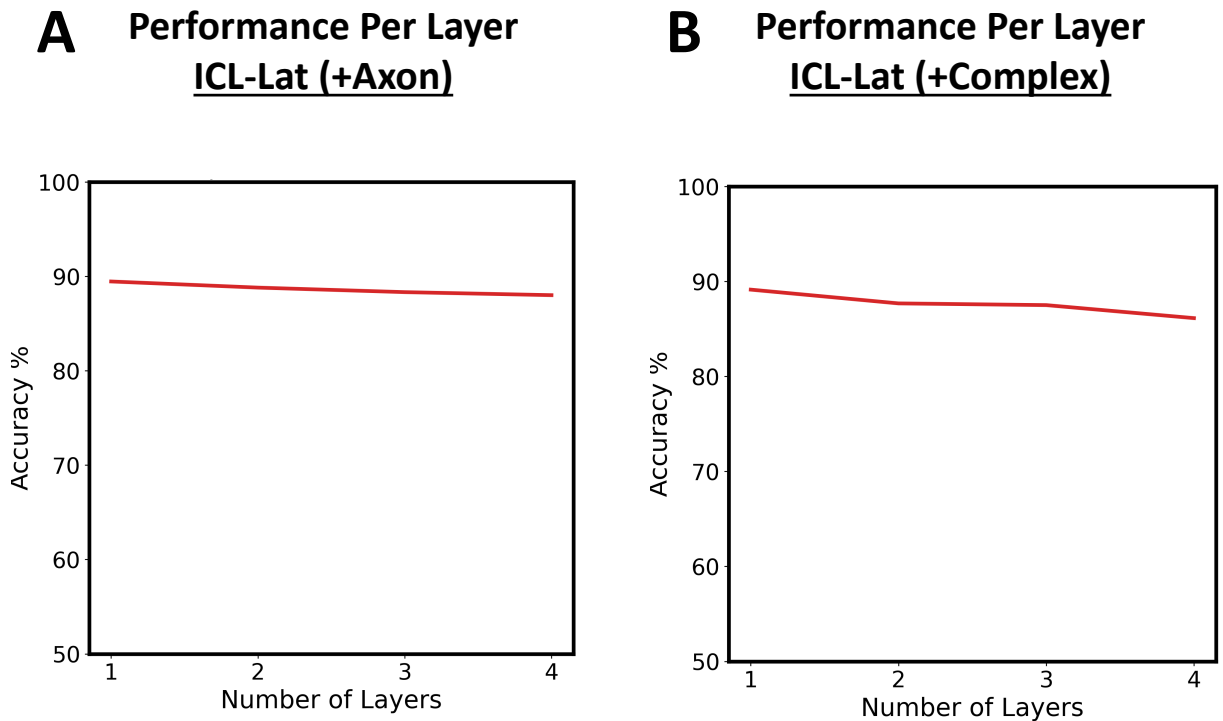 A
Performance Per Layer
ICL-Lat (+Axon)
100
90
80
70
60
50
Accuracy %
1 2 3 4
Number of Layers
B
Performance Per Layer
ICL-Lat (+Complex)
100
90
80
70
60
50
Accuracy %
1 2 3 4
Number of Layers